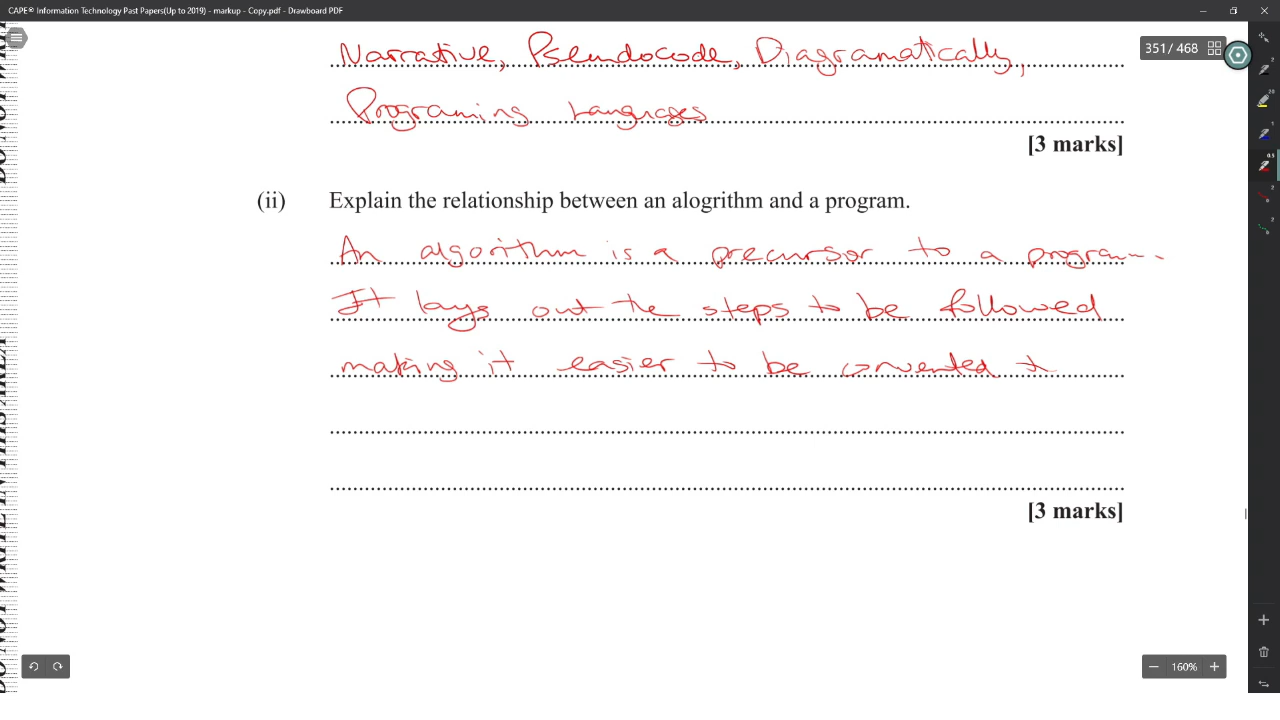 CAPE® Information Technology Past Papers(Up to 2019) - markup - Copy.pdf - Drawboard PDF
351 / 468
Narrative, Pseudocode, Diagramatically,
Programing Languages
[3 marks]
(ii) Explain the relationship between an alogrithm and a program.
An algorithm is a precursor to a program.
It lays out the steps to be followed
making it easier to be converted t
[3 marks]
160%